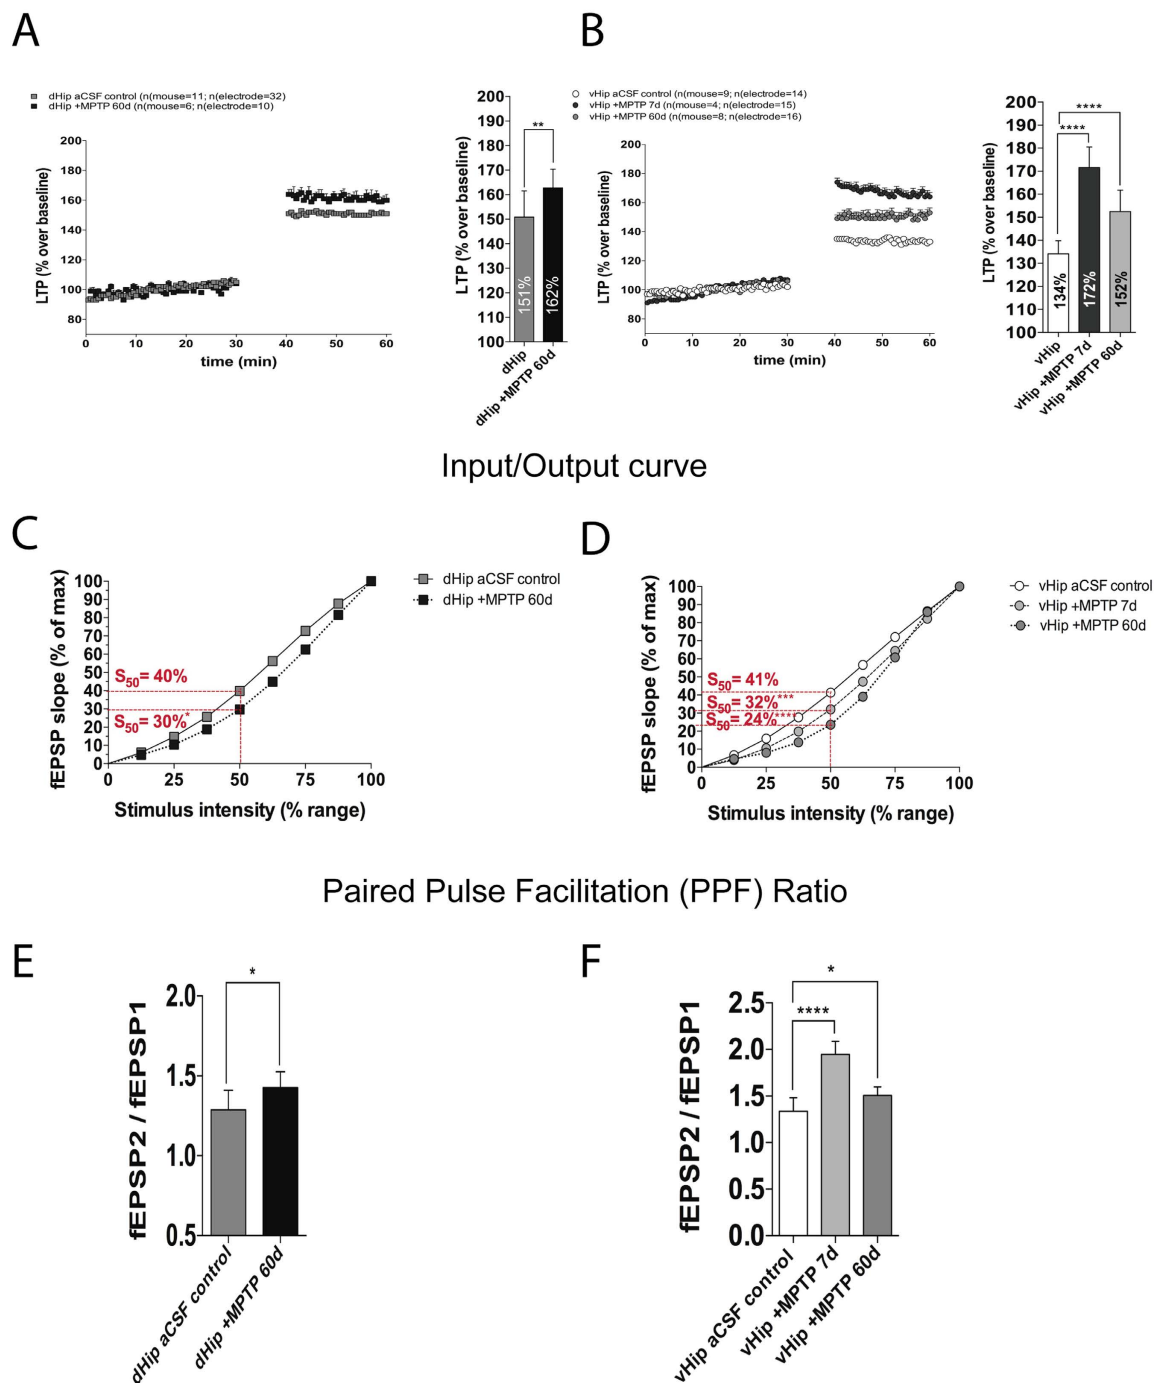 A
dHip aCSF control (n(mouse=11; n(electrode=32)
dHip +MPTP 60d (n(mouse=6; n(electrode=10)
LTP (% over baseline)
200
180
160
140
120
100
80
0 10 20 30 40 50 60
time (min)
LTP (% over baseline)
200
190
180
170
160
150
140
130
120
110
100
**
151%
162%
dHip
dHip +MPTP 60d
B
vHip aCSF control (n(mouse=9; n(electrode=14)
vHip +MPTP 7d (n(mouse=4; n(electrode=15)
vHip +MPTP 60d (n(mouse=8; n(electrode=16)
LTP (% over baseline)
200
180
160
140
120
100
80
0 10 20 30 40 50 60
time (min)
LTP (% over baseline)
200
190
180
170
160
150
140
130
120
110
100
****
****
134%
172%
152%
vHip
vHip +MPTP 7d
vHip +MPTP 60d
Input/Output curve
C
fEPSP slope (% of max)
100
90
80
70
60
50
40
30
20
10
0
S50= 40%
S50= 30%*
0 25 50 75 100
Stimulus intensity (% range)
dHip aCSF control
dHip +MPTP 60d
D
fEPSP slope (% of max)
100
90
80
70
60
50
40
30
20
10
0
S50= 41%
S50= 32%***
S50= 24%****
0 25 50 75 100
Stimulus intensity (% range)
vHip aCSF control
vHip +MPTP 7d
vHip +MPTP 60d
Paired Pulse Facilitation (PPF) Ratio
E
fEPSP2 / fEPSP1
2.0
1.5
1.0
0.5
*
dHip aCSF control
dHip +MPTP 60d
F
fEPSP2 / fEPSP1
2.5
2.0
1.5
1.0
0.5
0.0
*
****
vHip aCSF control
vHip +MPTP 7d
vHip +MPTP 60d